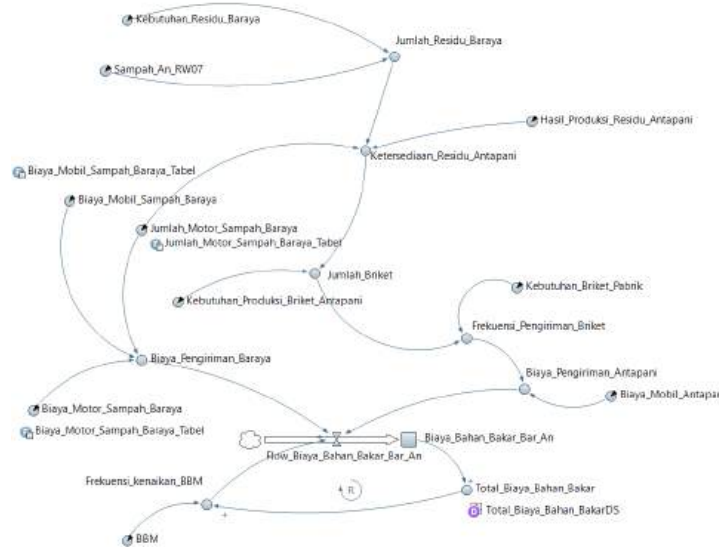 Kebutuhan_Residu_Baraya
Jumlah_Residu_Baraya
Sampah_An_RW07
Hasil_Produksi_Residu_Antapani
Ketersediaan_Residu_Antapani
Biaya_Mobil_Sampah_Baraya_Tabel
Biaya_Mobil_Sampah_Baraya
Jumlah_Motor_Sampah_Baraya
Jumlah_Motor_Sampah_Baraya_Tabel
Jumlah_Briket
Kebutuhan_Briket_Pabrik
Kebutuhan_Produksi_Briket_Antapani
Frekuensi_Pengiriman_Briket
Biaya_Pengiriman_Baraya
Biaya_Pengiriman_Antapani
Biaya_Mobil_Antapan
Biaya_Motor_Sampah_Baraya
Biaya_Motor_Sampah_Baraya_Tabel
Biaya_Bahan_Bakar_Bar_An
Flow_Biaya_Bahan_Bakar_Bar_An
Frekuensi_kenaikan_BBM
R
Total_Biaya_Bahan_Bakar
Total_Biaya_Bahan_BakarDS
BBM